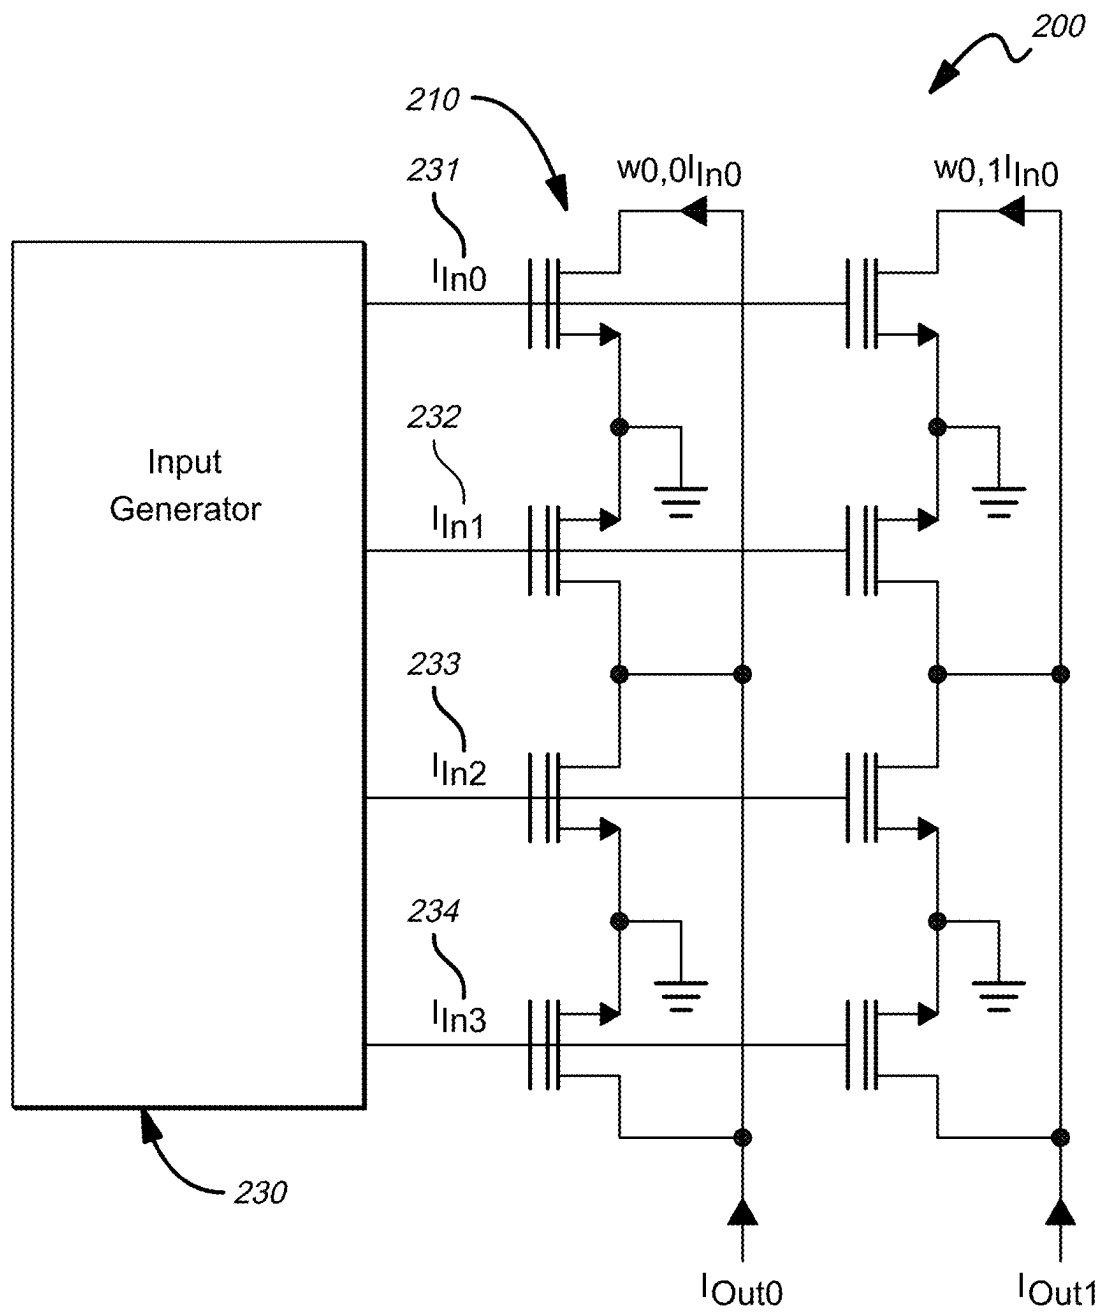 200
210
231
w0,0IIn0
w0,1IIn0
IIn0
232
Input
Generator
IIn1
233
IIn2
234
IIn3
230
IOut0
IOut1